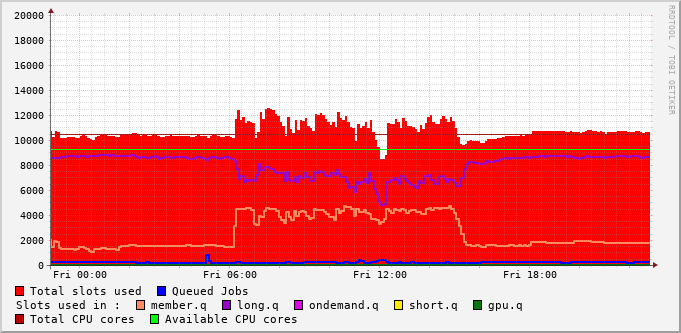 RRDTOOL / TOBI OETIKER
20000
18000
16000
14000
12000
10000
8000
6000
4000
2000
0
Fri 00:00 Fri 06:00 Fri 12:00 Fri 18:00
Total slots used Queued Jobs
Slots used in : member.q long.q ondemand.q short.q gpu.q
Total CPU cores Available CPU cores